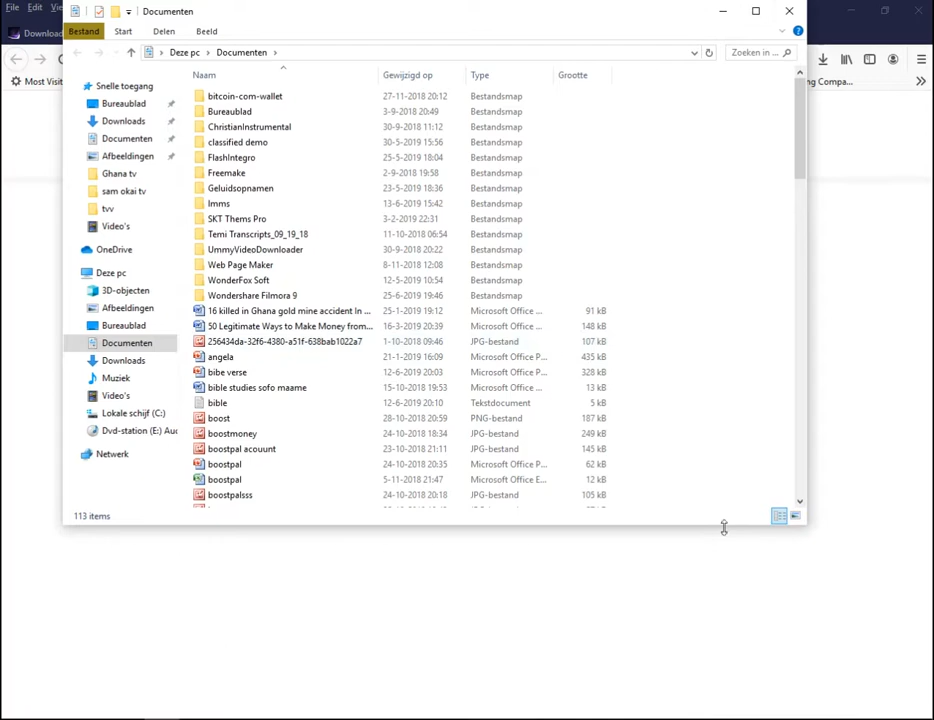 File Edit Vi
Documenten
Download
Bestand Start Delen Beeld
Deze pc Documenten
Zoeken in ...
Most Visit
ng Compa...
Naam Gewijzigd op Type Grootte
Snelle toegang
Bureaublad
Downloads
Documenten
Afbeeldingen
Ghana tv
sam okai tv
tvv
Video's
OneDrive
Deze pc
3D-objecten
Afbeeldingen
Bureaublad
Documenten
Downloads
Muziek
Video's
Lokale schijf (C:)
Dvd-station (E:) Auc
Netwerk
bitcoin-com-wallet 27-11-2018 20:12 Bestandsmap
Bureaublad 3-9-2018 20:49 Bestandsmap
ChristianInstrumental 30-9-2018 11:12 Bestandsmap
classified demo 30-5-2019 15:56 Bestandsmap
FlashIntegro 25-5-2019 18:04 Bestandsmap
Freemake 2-9-2018 19:58 Bestandsmap
Geluidsopnamen 23-5-2019 18:36 Bestandsmap
Imms 13-6-2019 15:42 Bestandsmap
SKT Thems Pro 3-2-2019 22:31 Bestandsmap
Temi Transcripts_09_19_18 11-10-2018 06:54 Bestandsmap
UmmyVideoDownloader 30-9-2018 20:22 Bestandsmap
Web Page Maker 8-11-2018 12:08 Bestandsmap
WonderFox Soft 12-5-2019 10:54 Bestandsmap
Wondershare Filmora 9 25-6-2019 19:46 Bestandsmap
16 killed in Ghana gold mine accident In ... 25-1-2019 19:12 Microsoft Office ... 91 kB
50 Legitimate Ways to Make Money from... 16-3-2019 20:39 Microsoft Office ... 148 kB
256434da-32f6-4380-a51f-638bab1022a7 1-10-2018 09:46 JPG-bestand 107 kB
angela 21-1-2019 16:09 Microsoft Office P... 435 kB
bibe verse 12-6-2019 20:03 Microsoft Office P... 328 kB
bible studies sofo maame 15-10-2018 19:53 Microsoft Office ... 13 kB
bible 12-6-2019 20:10 Tekstdocument 5 kB
boost 28-10-2018 20:59 PNG-bestand 187 kB
boostmoney 24-10-2018 18:34 JPG-bestand 249 kB
boostpal acouunt 23-10-2018 21:11 JPG-bestand 145 kB
boostpal 24-10-2018 20:35 Microsoft Office P... 62 kB
boostpal 5-11-2018 21:47 Microsoft Office E... 12 kB
boostpalsss 24-10-2018 20:18 JPG-bestand 105 kB
113 items